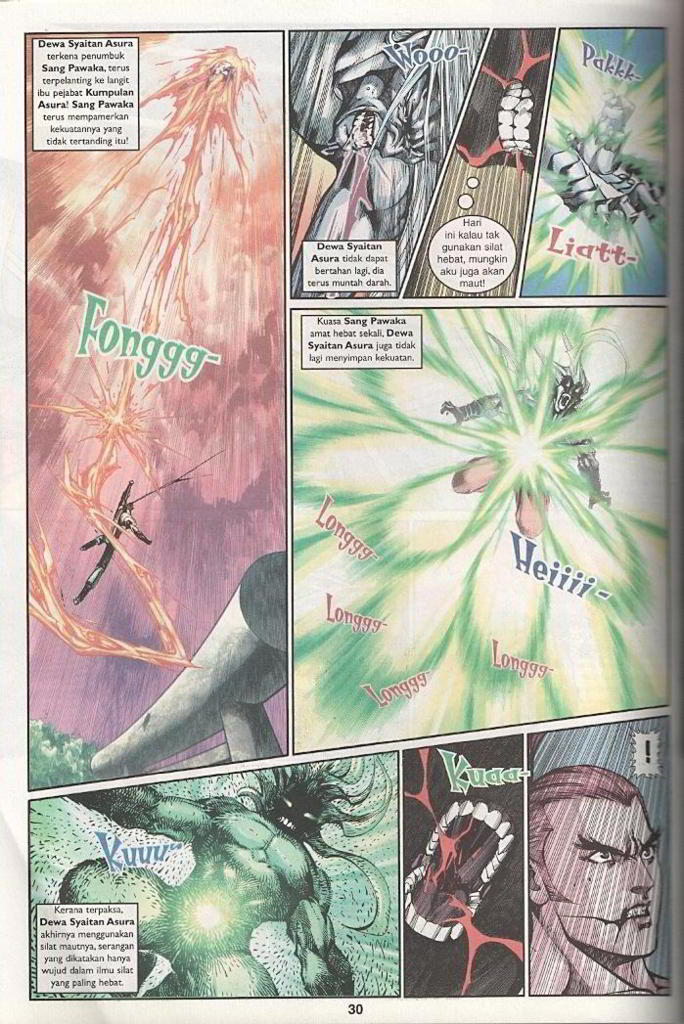 Dewa Syaitan Asura
terkena penumbuk
Sang Pawaka, terus
terpelanting ke langit
ibu pejabat Kumpulan
Asura! Sang Pawaka
terus mempamerkan
kekuatannya yang
tidak tertanding itu!
Fonggg-
Wooo-
Dewa Syaitan
Asura tidak dapat
bertahan lagi, dia
terus muntah darah.
Hari
ini kalau tak
gunakan silat
hebat, mungkin
aku juga akan
maut!
Pakkk-
Liattt-
Kuasa Sang Pawaka
amat hebat sekali, Dewa
Syaitan Asura juga tidak
lagi menyimpan kekuatan.
Longgg-
Heiiii-
Longgg-
Longgg-
Longgg-
Kuuu-
Kerana terpaksa,
Dewa Syaitan Asura
akhirnya menggunakan
silat mautnya, serangan
yang dikatakan hanya
wujud dalam ilmu silat
yang paling hebat.
Kuaa-
!
30